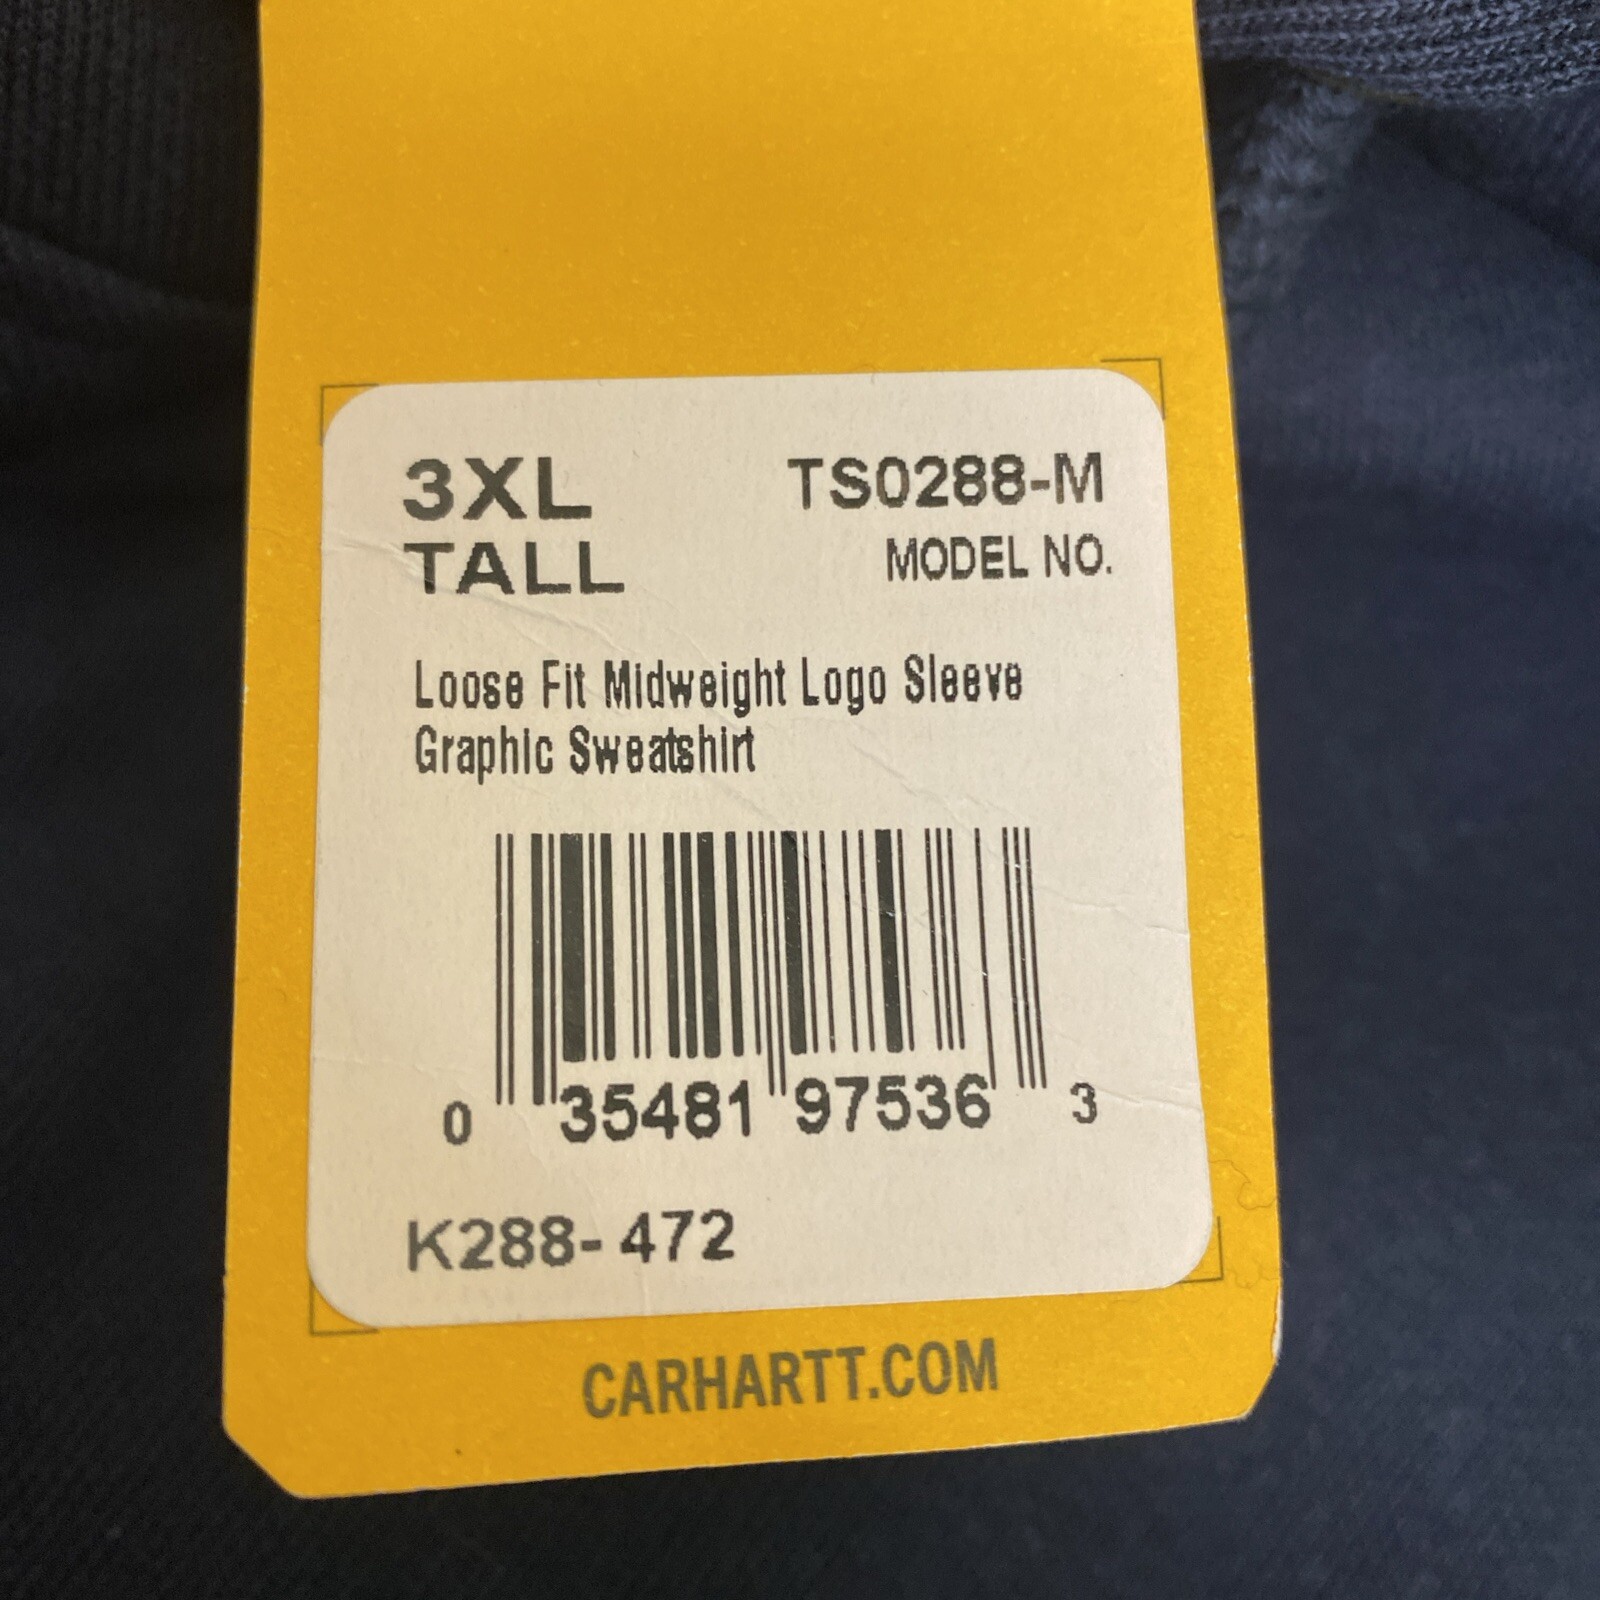 3XL
TALL
TS0288-M
MODEL NO.
Loose Fit Midweight Logo Sleeve
Graphic Sweatshirt
0 35481 97536 3
K288- 472
CARHARTT.COM